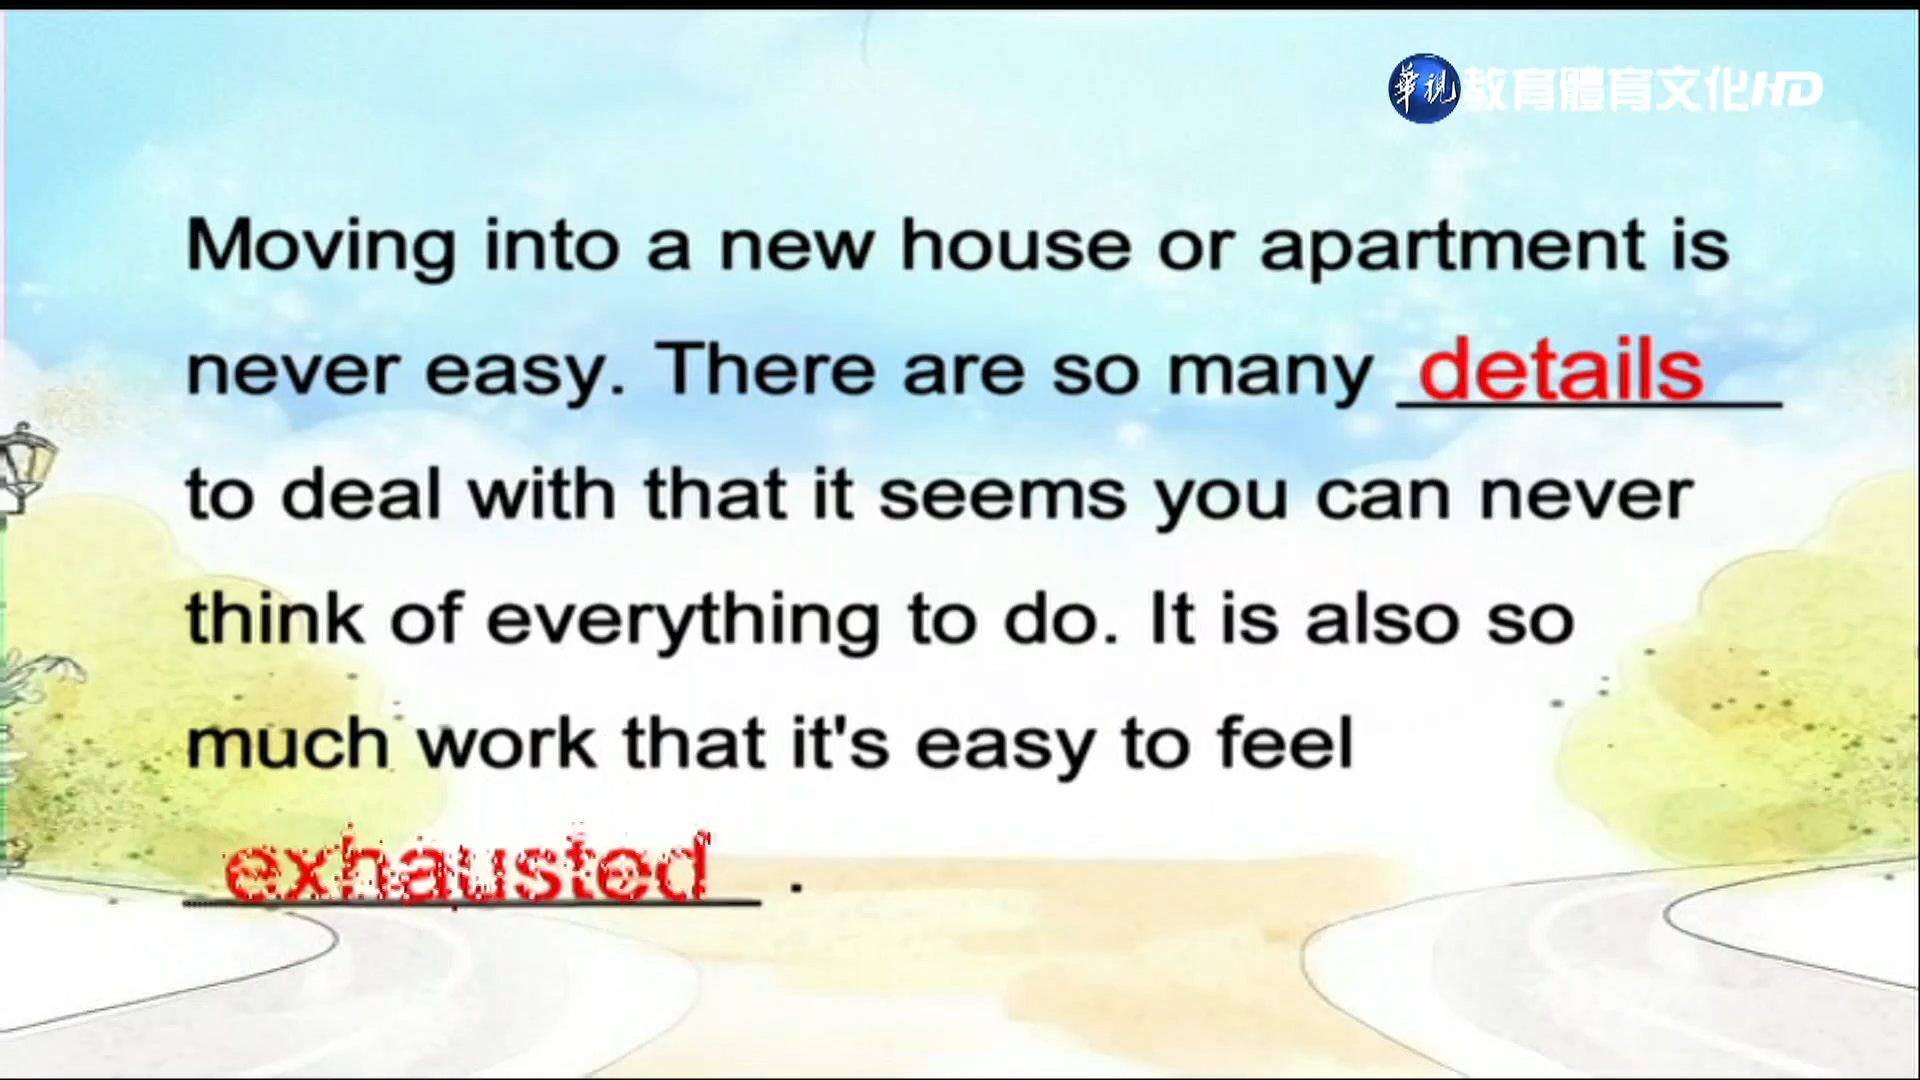 華視 教育體育文化HD
Moving into a new house or apartment is
never easy. There are so many details
to deal with that it seems you can never
think of everything to do. It is also so
much work that it's easy to feel
exhausted .